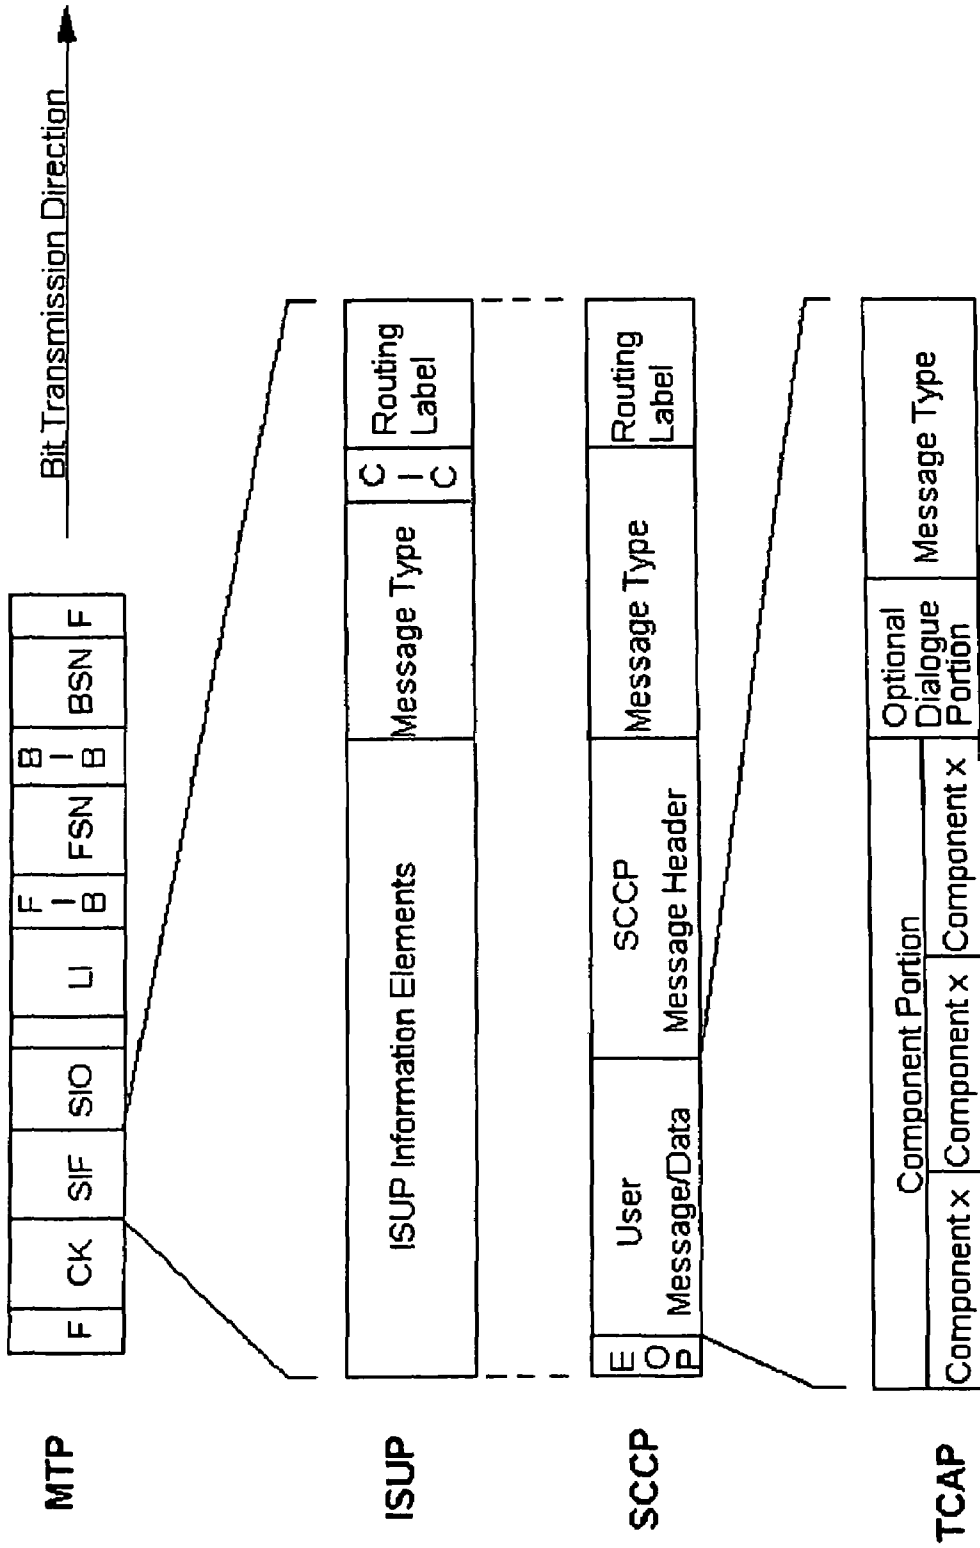 Bit Transmission Direction
MTP
F
CK
SIF
SIO
LI
F
I
B
FSN
B
I
B
BSN
F
ISUP
ISUP Information Elements
Message Type
C
I
C
Routing
Label
SCCP
E
O
P
User
Message/Data
SCCP
Message Header
Message Type
Routing
Label
TCAP
Component Portion
Component x
Component x
Component x
Optional
Dialogue
Portion
Message Type